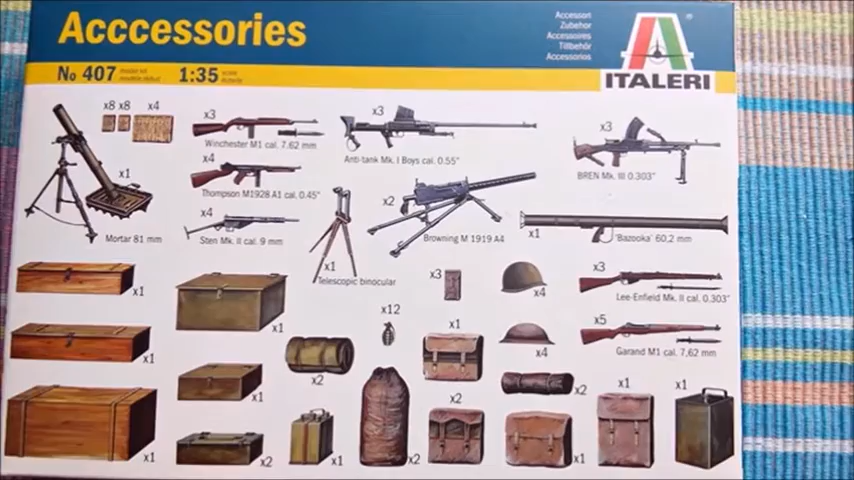 Acccessories
No 407
1:35
Accessori
Zubehor
Accessoires
Tillbehör
Accessorios
ITALERI
x8 x8 x4
x1
Mortar 81 mm
x3
Winchester M1 cal. 7.62 mm
x4
Thompson M1928 A1 cal. 0.45"
x4
Sten Mk. II cal. 9 mm
x3
Anti-tank Mk. I Boys cal. 0.55"
x3
BREN Mk. III 0.303"
x2
Browning M 1919 A4
x1
Telescopic binocular
x1
'Bazooka' 60,2 mm
x3
Lee-Enfield Mk. II cal. 0,303"
x5
Garand M1 cal. 7,62 mm
x1
x1
x3
x4
x1
x12
x1
x4
x2
x1
x2
x2
x1
x1
x1
x2
x1
x2
x1